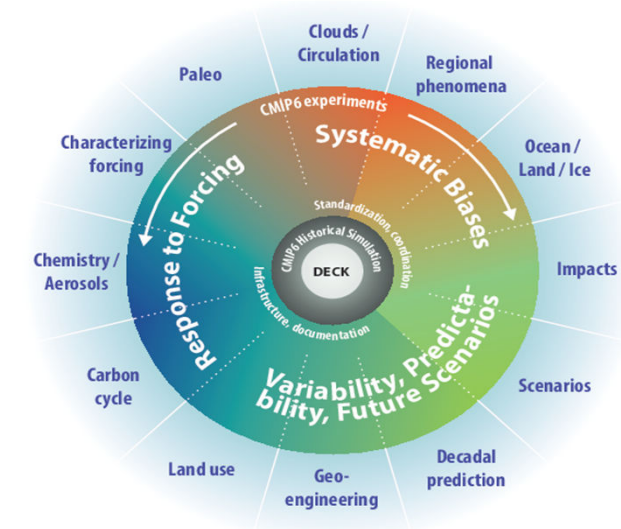 Clouds /
Circulation
Regional
phenomena
Ocean /
Land / Ice
Impacts
Scenarios
Decadal
prediction
Geo-
engineering
Land use
Carbon
cycle
Chemistry /
Aerosols
Characterizing
forcing
Paleo
CMIP6 experiments
Systematic Biases
Response to Forcing
Variability, Predicta-
bility, Future Scenarios
Standardization, coordination
Infrastructure, documentation
CMIP6 Historical Simulation
DECK